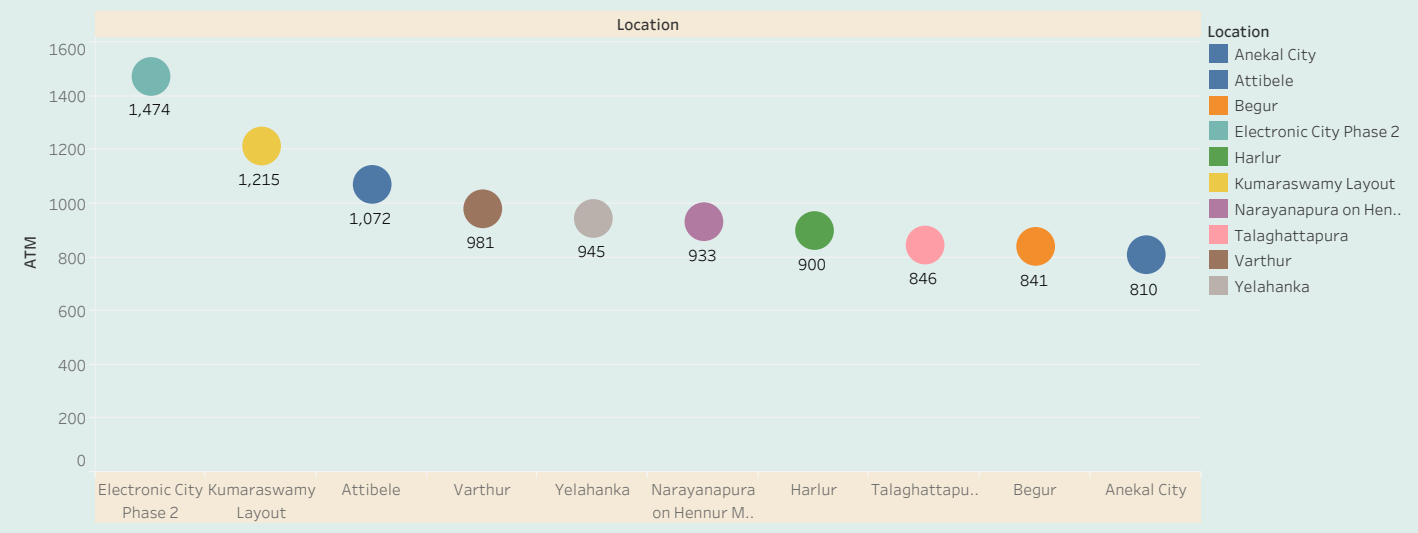 Location
ATM
1600
1400
1200
1000
800
600
400
200
0
1,474
1,215
1,072
981
945
933
900
846
841
810
Electronic City
Phase 2
Kumaraswamy
Layout
Attibele
Varthur
Yelahanka
Narayanapura
on Hennur M..
Harlur
Talaghattapu..
Begur
Anekal City
Location
Anekal City
Attibele
Begur
Electronic City Phase 2
Harlur
Kumaraswamy Layout
Narayanapura on Hen..
Talaghattapura
Varthur
Yelahanka